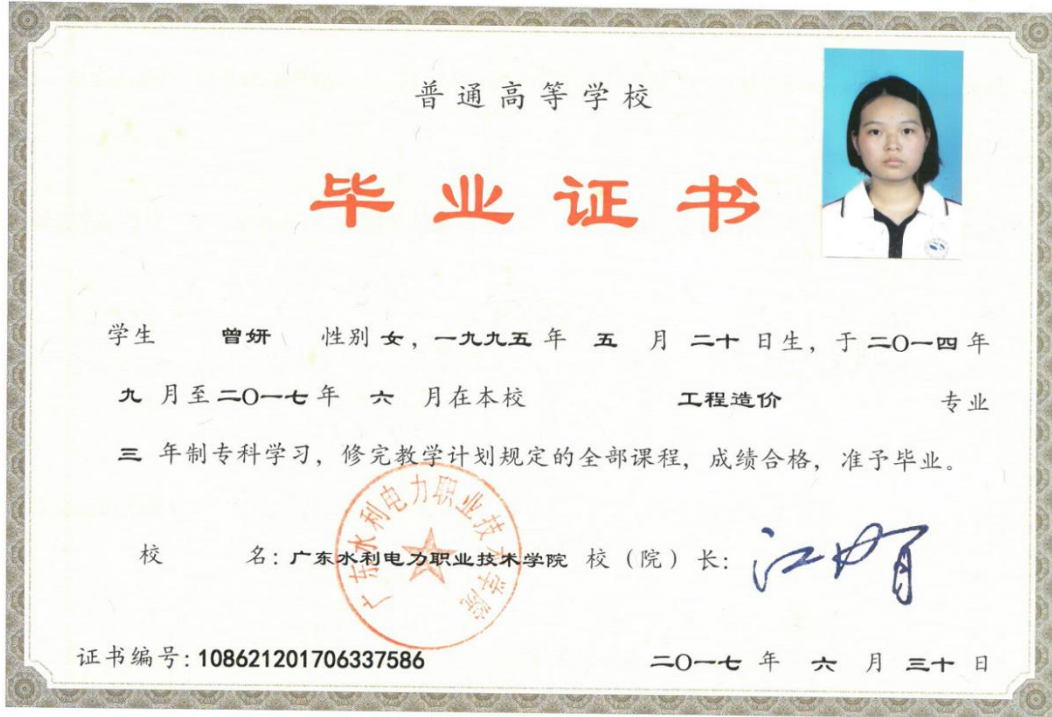 普通高等学校
毕业证书
学生 曾妍 性别 女，一九九五 年 五 月 二十 日生，于 二〇一四 年
九 月至 二〇一七 年 六 月在本校 工程造价 专业
三 年制专科学习，修完教学计划规定的全部课程，成绩合格，准予毕业。
校 名：广东水利电力职业技术学院 校（院）长：
广东水利电力职业技术学院
证书编号：108621201706337586 二〇一七 年 六 月 三十 日